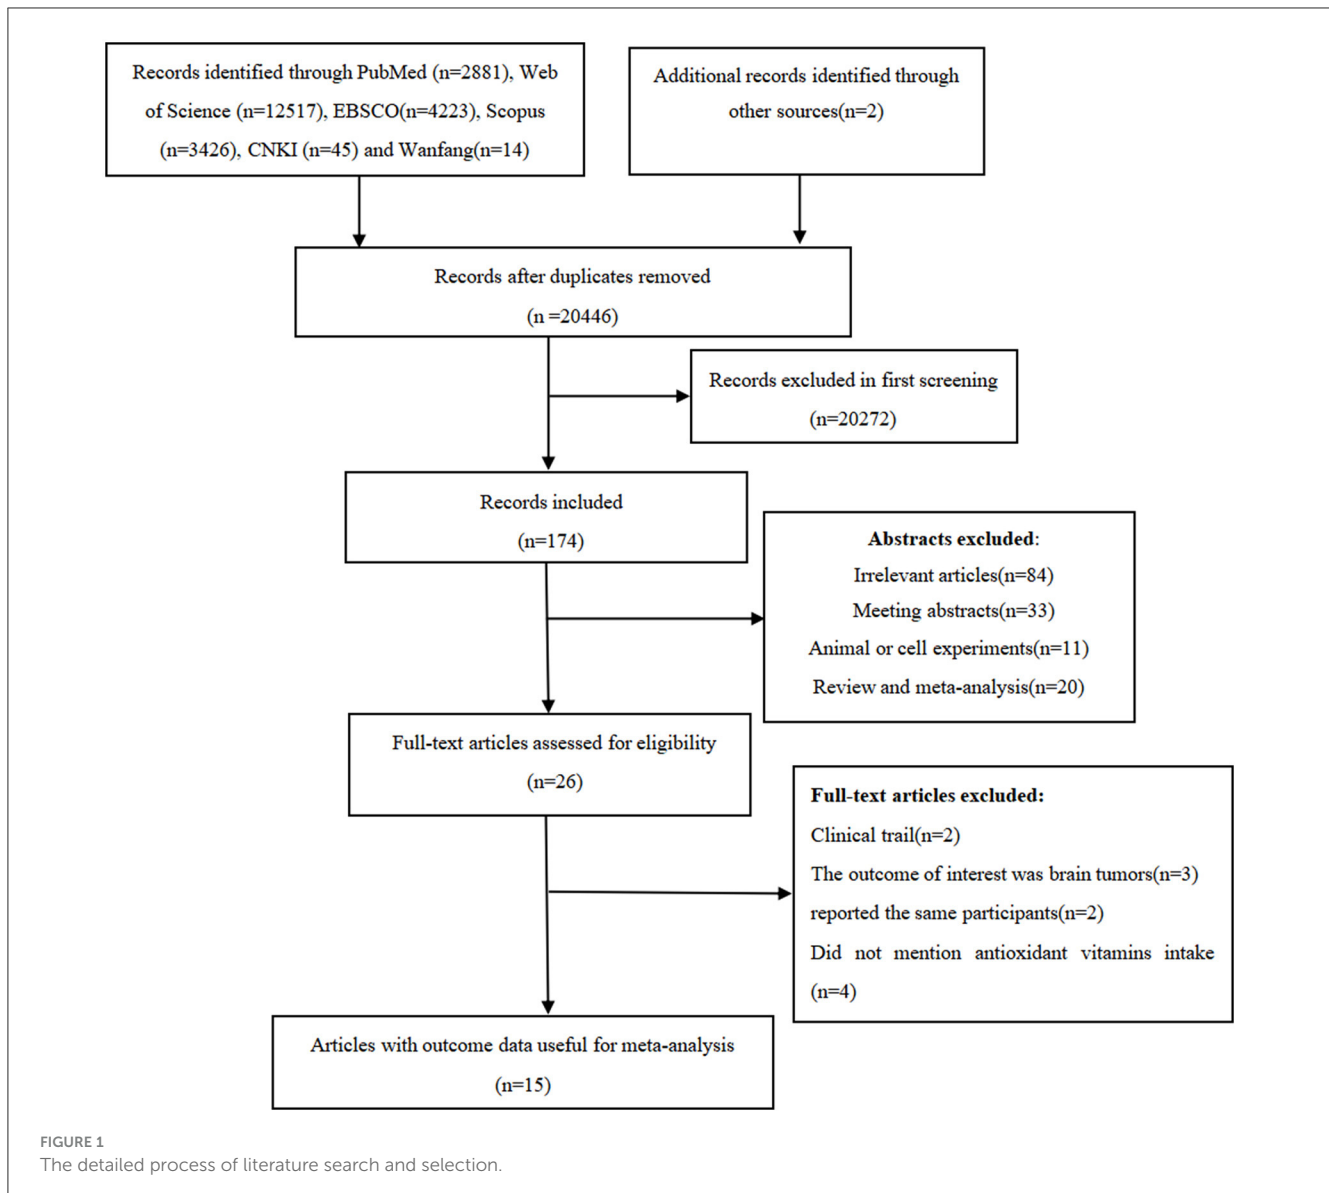 Records identified through PubMed (n=2881), Web
of Science (n=12517), EBSCO(n=4223), Scopus
(n=3426), CNKI (n=45) and Wanfang(n=14)
Additional records identified through
other sources(n=2)
Records after duplicates removed
(n =20446)
Records excluded in first screening
(n=20272)
Records included
(n=174)
Abstracts excluded:
Irrelevant articles(n=84)
Meeting abstracts(n=33)
Animal or cell experiments(n=11)
Review and meta-analysis(n=20)
Full-text articles assessed for eligibility
(n=26)
Full-text articles excluded:
Clinical trail(n=2)
The outcome of interest was brain tumors(n=3)
reported the same participants(n=2)
Did not mention antioxidant vitamins intake
(n=4)
Articles with outcome data useful for meta-analysis
(n=15)
FIGURE 1
The detailed process of literature search and selection.